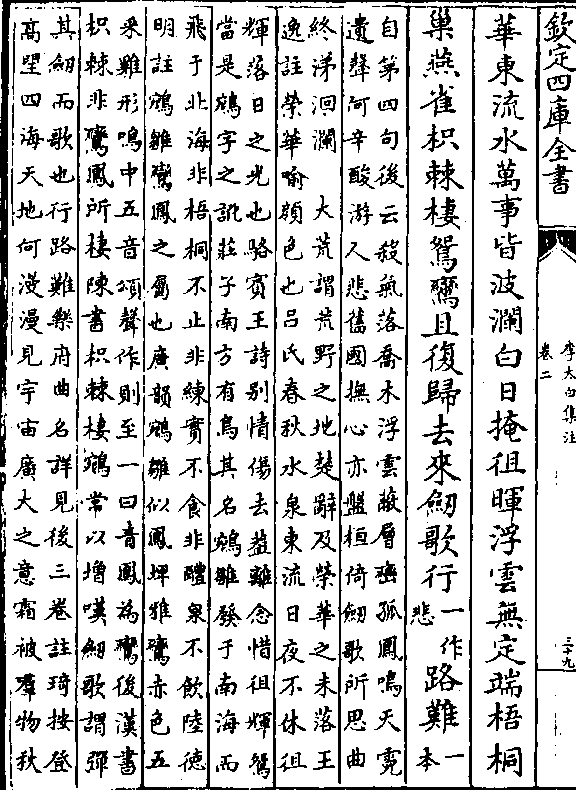 欽定四庫全書
李太白集注
卷二
三十九
華東流水萬事皆波瀾白日掩徂暉浮雲無定端梧桐
巢燕雀枳棘棲鴛鸞且復歸去來劒歌行一作悲路難一本
自第四句後云殺氣落喬木浮雲蔽層巒孤鳳鳴天霓
遺聲何辛酸游人悲舊國撫心亦盤桓倚劒歌所思曲
終涕洄瀾 大荒謂荒野之地楚辭及榮華之未落王
逸註榮華喻顔色也吕氏春秋水泉東流日夜不休徂
輝落日之光也駱賓王詩别情傷去葢離念惜徂輝鴛
當是鵷字之訛莊子南方有鳥其名鵷雛發于南海而
飛于北海非梧桐不止非練實不食非醴泉不飲陸徳
明註鵷雛鸞鳳之屬也廣韻鵷雛似鳳埤雅鸞赤色五
采雞形鳴中五音頌聲作則至一曰青鳳為鸞後漢書
枳棘非鸞鳳所棲陳書枳棘棲鵷常以增嘆劒歌謂彈
其劒而歌也行路難樂府曲名詳見後三卷註琦按登
高望四海天地何漫漫見宇宙廣大之意霜被羣物秋